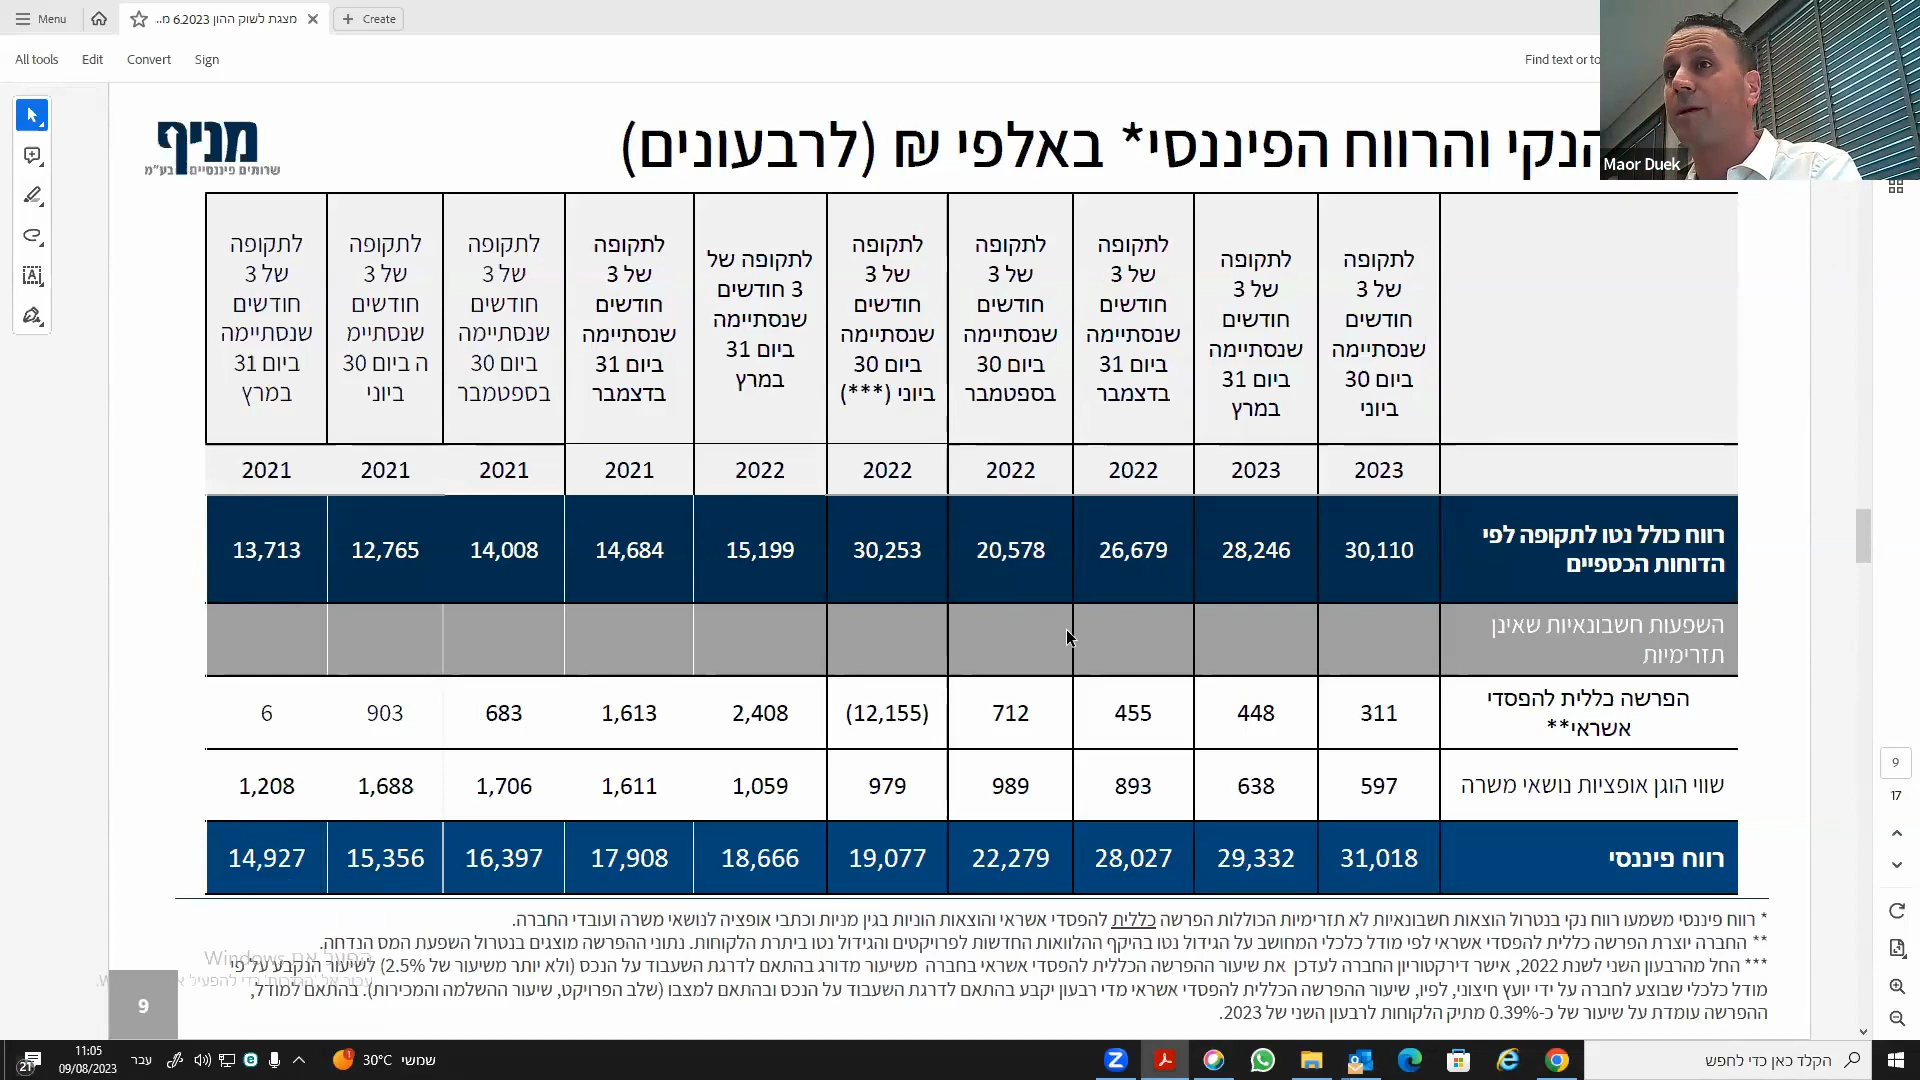 Menu
מצגת לשוק ההון 6.2023 מ...
Create
All tools
Edit
Convert
Sign
Find text or to
Maor Duek
מניף
שרותים פיננסיים בע"מ
הנקי והרווח הפיננסי* באלפי ₪ (לרבעונים)
לתקופה של 3 חודשים שנסתיימה ביום 30 ביוני
לתקופה של 3 חודשים שנסתיימה ביום 31 במרץ
לתקופה של 3 חודשים שנסתיימה ביום 31 בדצמבר
לתקופה של 3 חודשים שנסתיימה ביום 30 בספטמבר
לתקופה של 3 חודשים שנסתיימה ביום 30 ביוני (***)
לתקופה של 3 חודשים שנסתיימה ביום 31 במרץ
לתקופה של 3 חודשים שנסתיימה ביום 31 בדצמבר
לתקופה של 3 חודשים שנסתיימה ביום 30 בספטמבר
לתקופה של 3 חודשים שנסתיימ ה ביום 30 ביוני
לתקופה של 3 חודשים שנסתיימה ביום 31 במרץ
2023 2023 2022 2022 2022 2022 2021 2021 2021 2021
רווח כולל נטו לתקופה לפי הדוחות הכספיים 30,110 28,246 26,679 20,578 30,253 15,199 14,684 14,008 12,765 13,713
השפעות חשבונאיות שאינן תזרימיות
הפרשה כללית להפסדי אשראי** 311 448 455 712 (12,155) 2,408 1,613 683 903 6
שווי הוגן אופציות נושאי משרה 597 638 893 989 979 1,059 1,611 1,706 1,688 1,208
רווח פיננסי 31,018 29,332 28,027 22,279 19,077 18,666 17,908 16,397 15,356 14,927
* רווח פיננסי משמעו רווח נקי בנטרול הוצאות חשבונאיות לא תזרימיות הכוללות הפרשה כללית להפסדי אשראי והוצאות הוניות בגין מניות וכתבי אופציה לנושאי משרה ועובדי החברה.
** החברה יוצרת הפרשה כללית להפסדי אשראי לפי מודל כלכלי המחושב על הגידול נטו בהיקף ההלוואות החדשות לפרויקטים והגידול נטו ביתרת הלקוחות. נתוני ההפרשה מוצגים בנטרול השפעת המס הנדחה.
*** החל מהרבעון השני לשנת 2022, אישר דירקטוריון החברה לעדכן את שיעור ההפרשה הכללית להפסדי אשראי בחברה משיעור מדורג בהתאם לדרגת השעבוד על הנכס (ולא יותר משיעור של 2.5%) לשיעור הנקבע על פי
מודל כלכלי שבוצע לחברה על ידי יועץ חיצוני, לפיו, שיעור ההפרשה הכללית להפסדי אשראי מדי רבעון יקבע בהתאם לדרגת השעבוד על הנכס ובהתאם למצבו (שלב הפרויקט, שיעור ההשלמה והמכירות). בהתאם למודל,
ההפרשה עומדת על שיעור של כ-0.39% מתיק הלקוחות לרבעון השני של 2023.
הפעל את Windows
9
9
17
11:05
09/08/2023
21
עבר
30°C
שמשי
הקלד כאן כדי לחפש